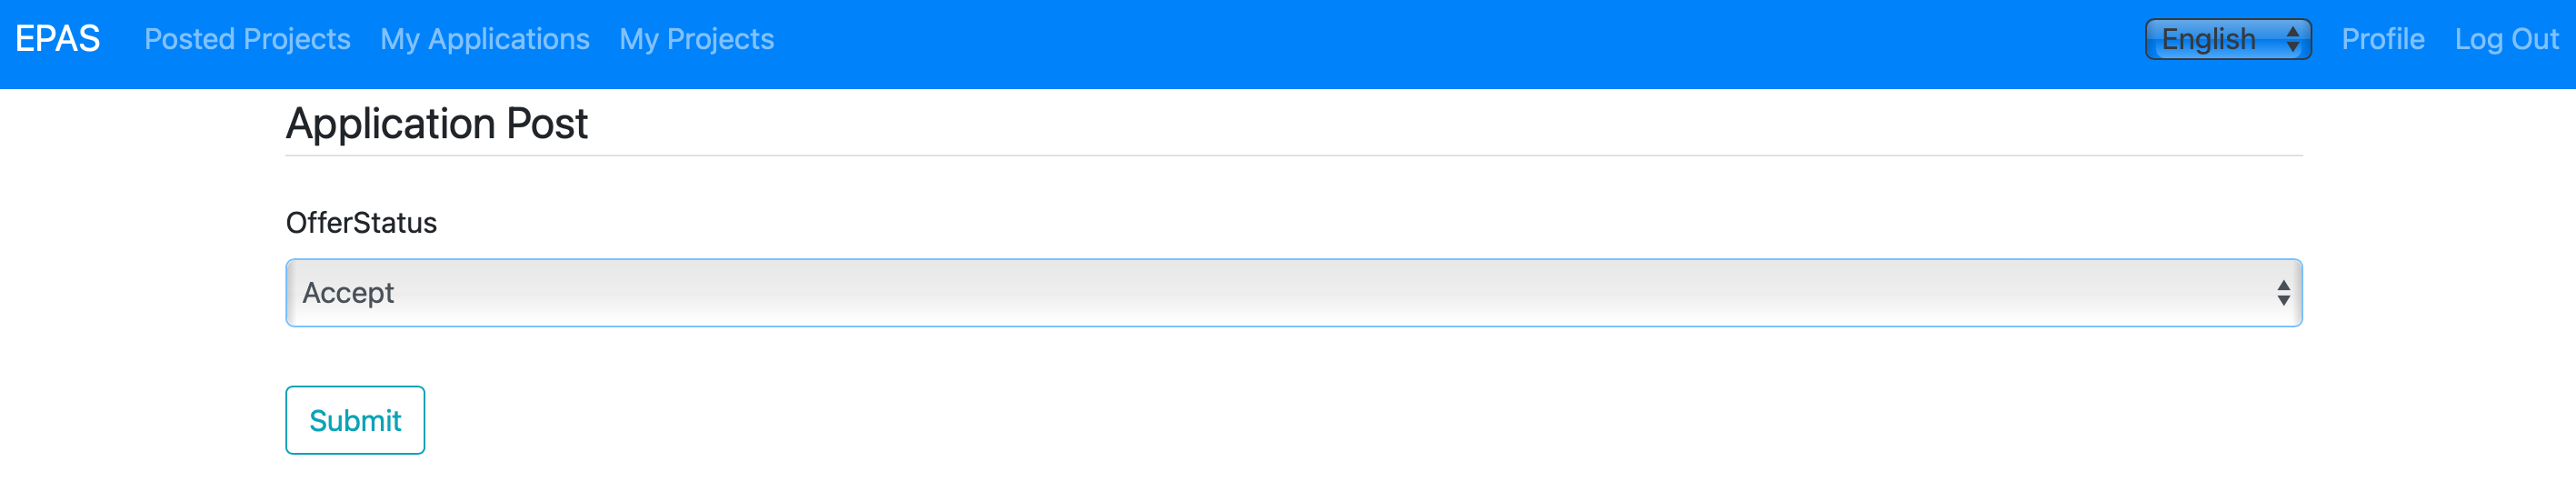 EPAS Posted Projects My Applications My Projects English Profile Log Out
Application Post
OfferStatus
Accept
Submit